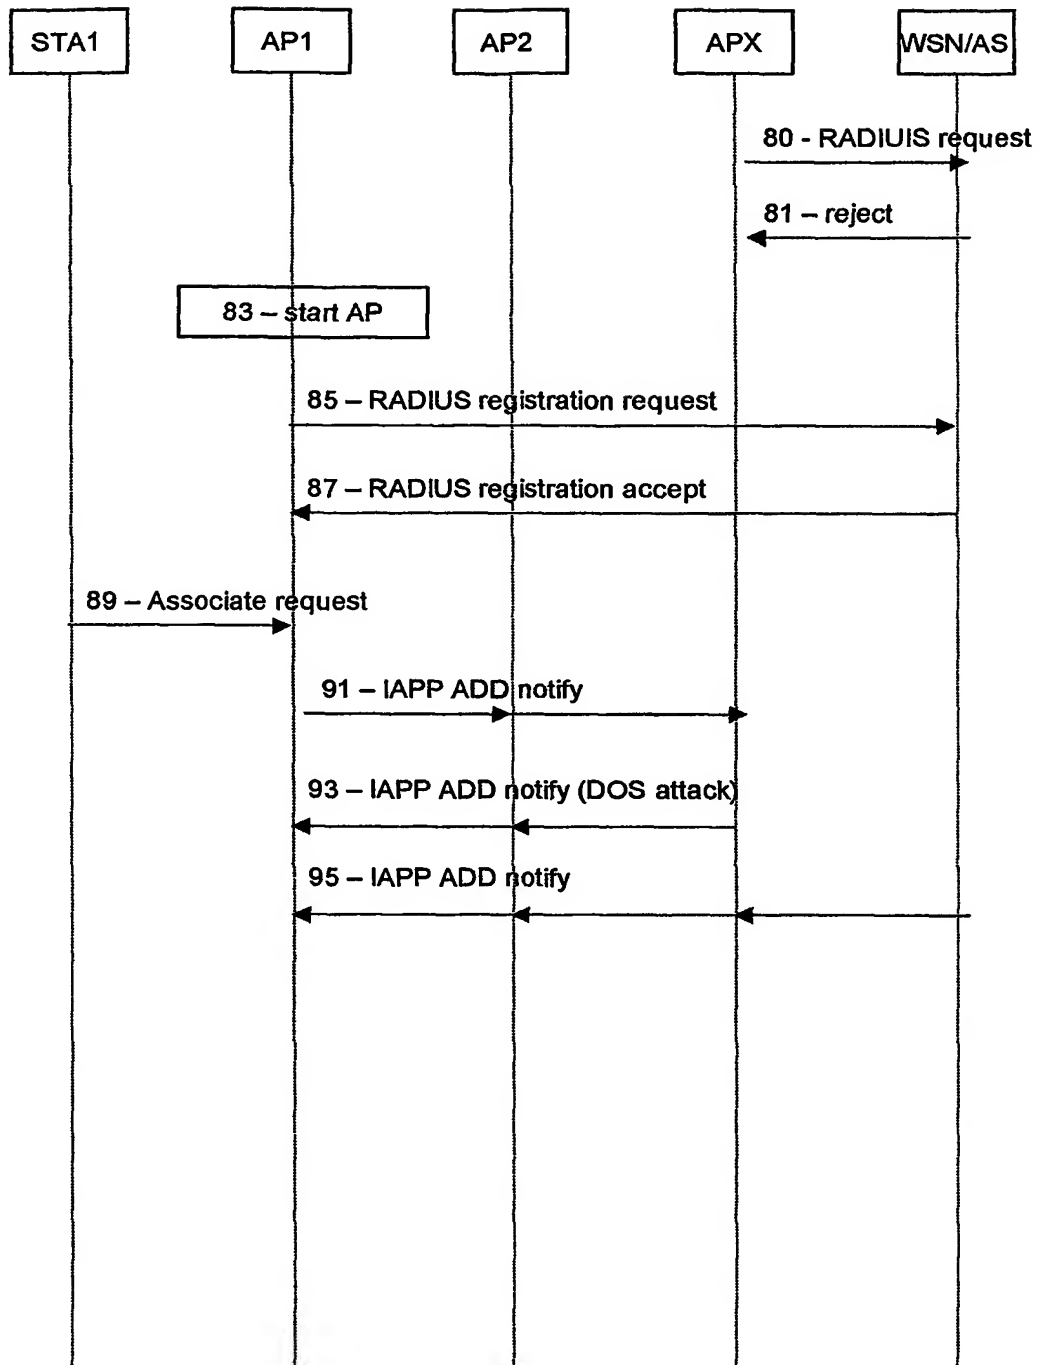 STA1 AP1 AP2 APX WSN/AS
80 - RADIUIS request
81 – reject
83 – start AP
85 – RADIUS registration request
87 – RADIUS registration accept
89 – Associate request
91 – IAPP ADD notify
93 – IAPP ADD notify (DOS attack)
95 – IAPP ADD notify